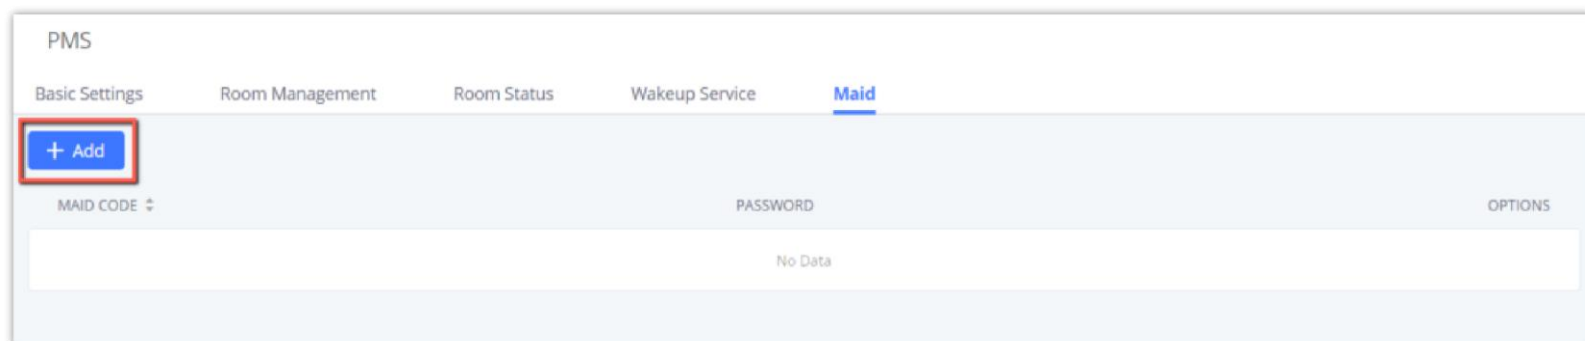 PMS
Basic Settings Room Management Room Status Wakeup Service Maid
+ Add
MAID CODE PASSWORD OPTIONS
No Data